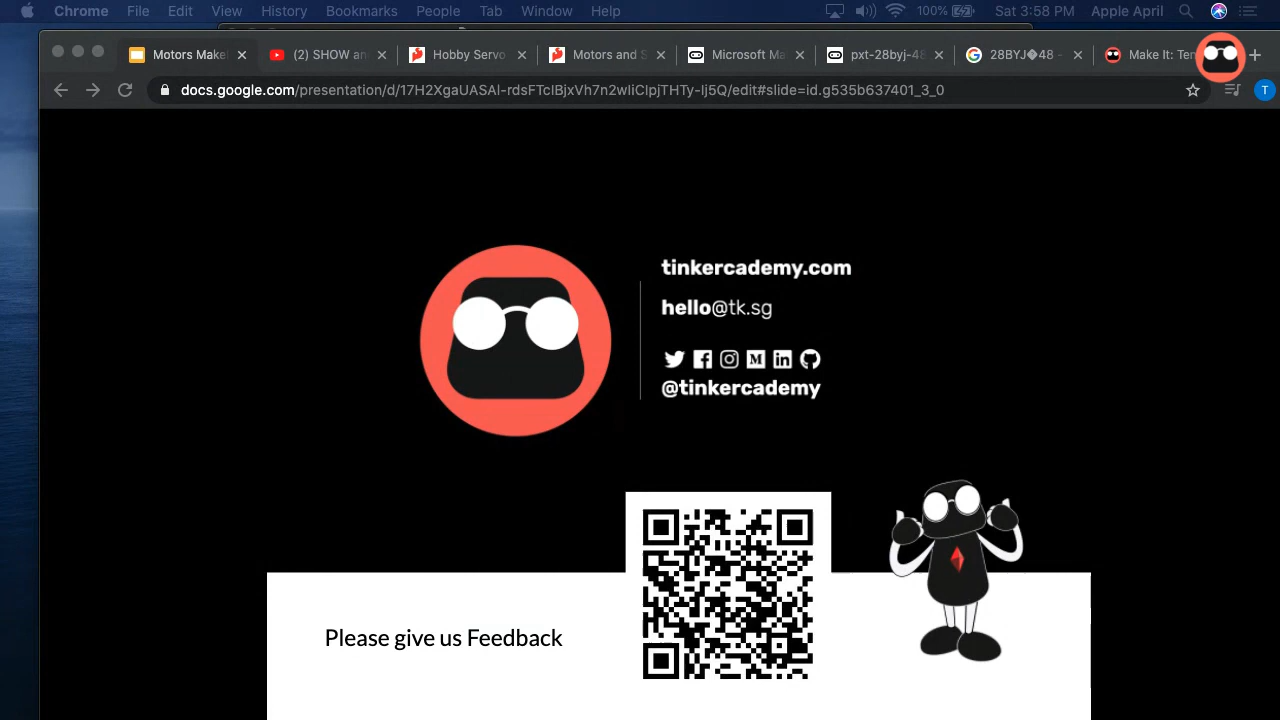 Chrome File Edit View History Bookmarks People Tab Window Help 100% Sat 3:58 PM Apple April
Motors Make (2) SHOW an Hobby Servo Motors and S Microsoft Ma pxt-28byj-48 28BYJ�48 - Make It: Ter
docs.google.com/presentation/d/17H2XgaUASAl-rdsFTclBjxVh7n2wIiClpjTHTy-Ij5Q/edit#slide=id.g535b637401_3_0
T
tinkercademy.com
hello@tk.sg
@tinkercademy
Please give us Feedback